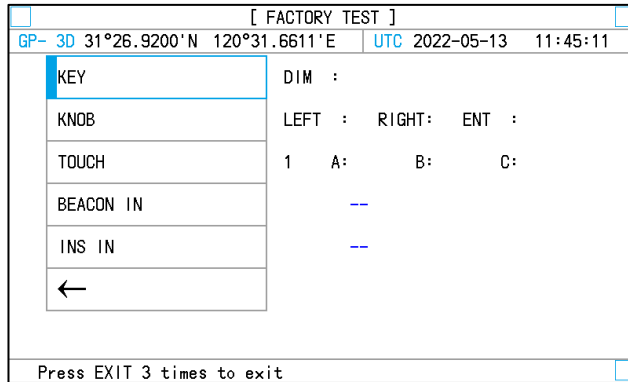 [ FACTORY TEST ]
GP- 3D 31°26.9200'N 120°31.6611'E UTC 2022-05-13 11:45:11
KEY DIM :
KNOB LEFT : RIGHT: ENT :
TOUCH 1 A: B: C:
BEACON IN --
INS IN --
←
Press EXIT 3 times to exit